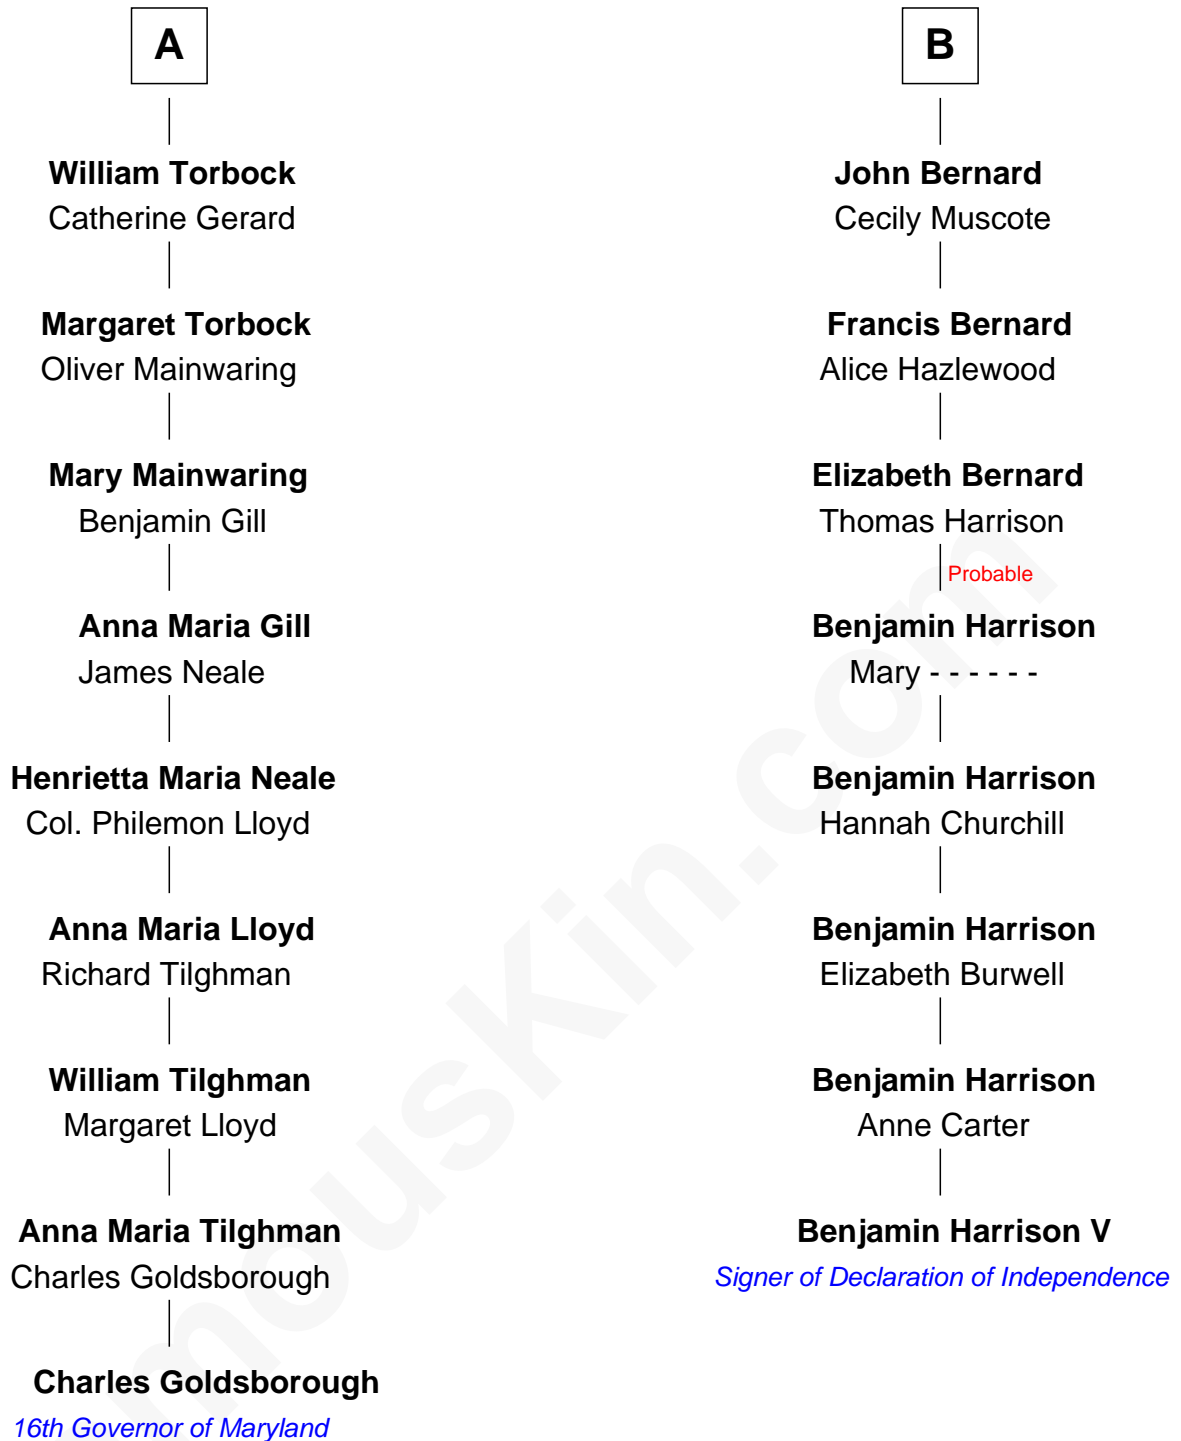 A
William Torbock
Catherine Gerard
Margaret Torbock
Oliver Mainwaring
Mary Mainwaring
Benjamin Gill
Anna Maria Gill
James Neale
Henrietta Maria Neale
Col. Philemon Lloyd
Anna Maria Lloyd
Richard Tilghman
William Tilghman
Margaret Lloyd
Anna Maria Tilghman
Charles Goldsborough
Charles Goldsborough
16th Governor of Maryland
B
John Bernard
Cecily Muscote
Francis Bernard
Alice Hazlewood
Elizabeth Bernard
Thomas Harrison
Probable
Benjamin Harrison
Mary - - - - - -
Benjamin Harrison
Hannah Churchill
Benjamin Harrison
Elizabeth Burwell
Benjamin Harrison
Anne Carter
Benjamin Harrison V
Signer of Declaration of Independence
mousKin.com